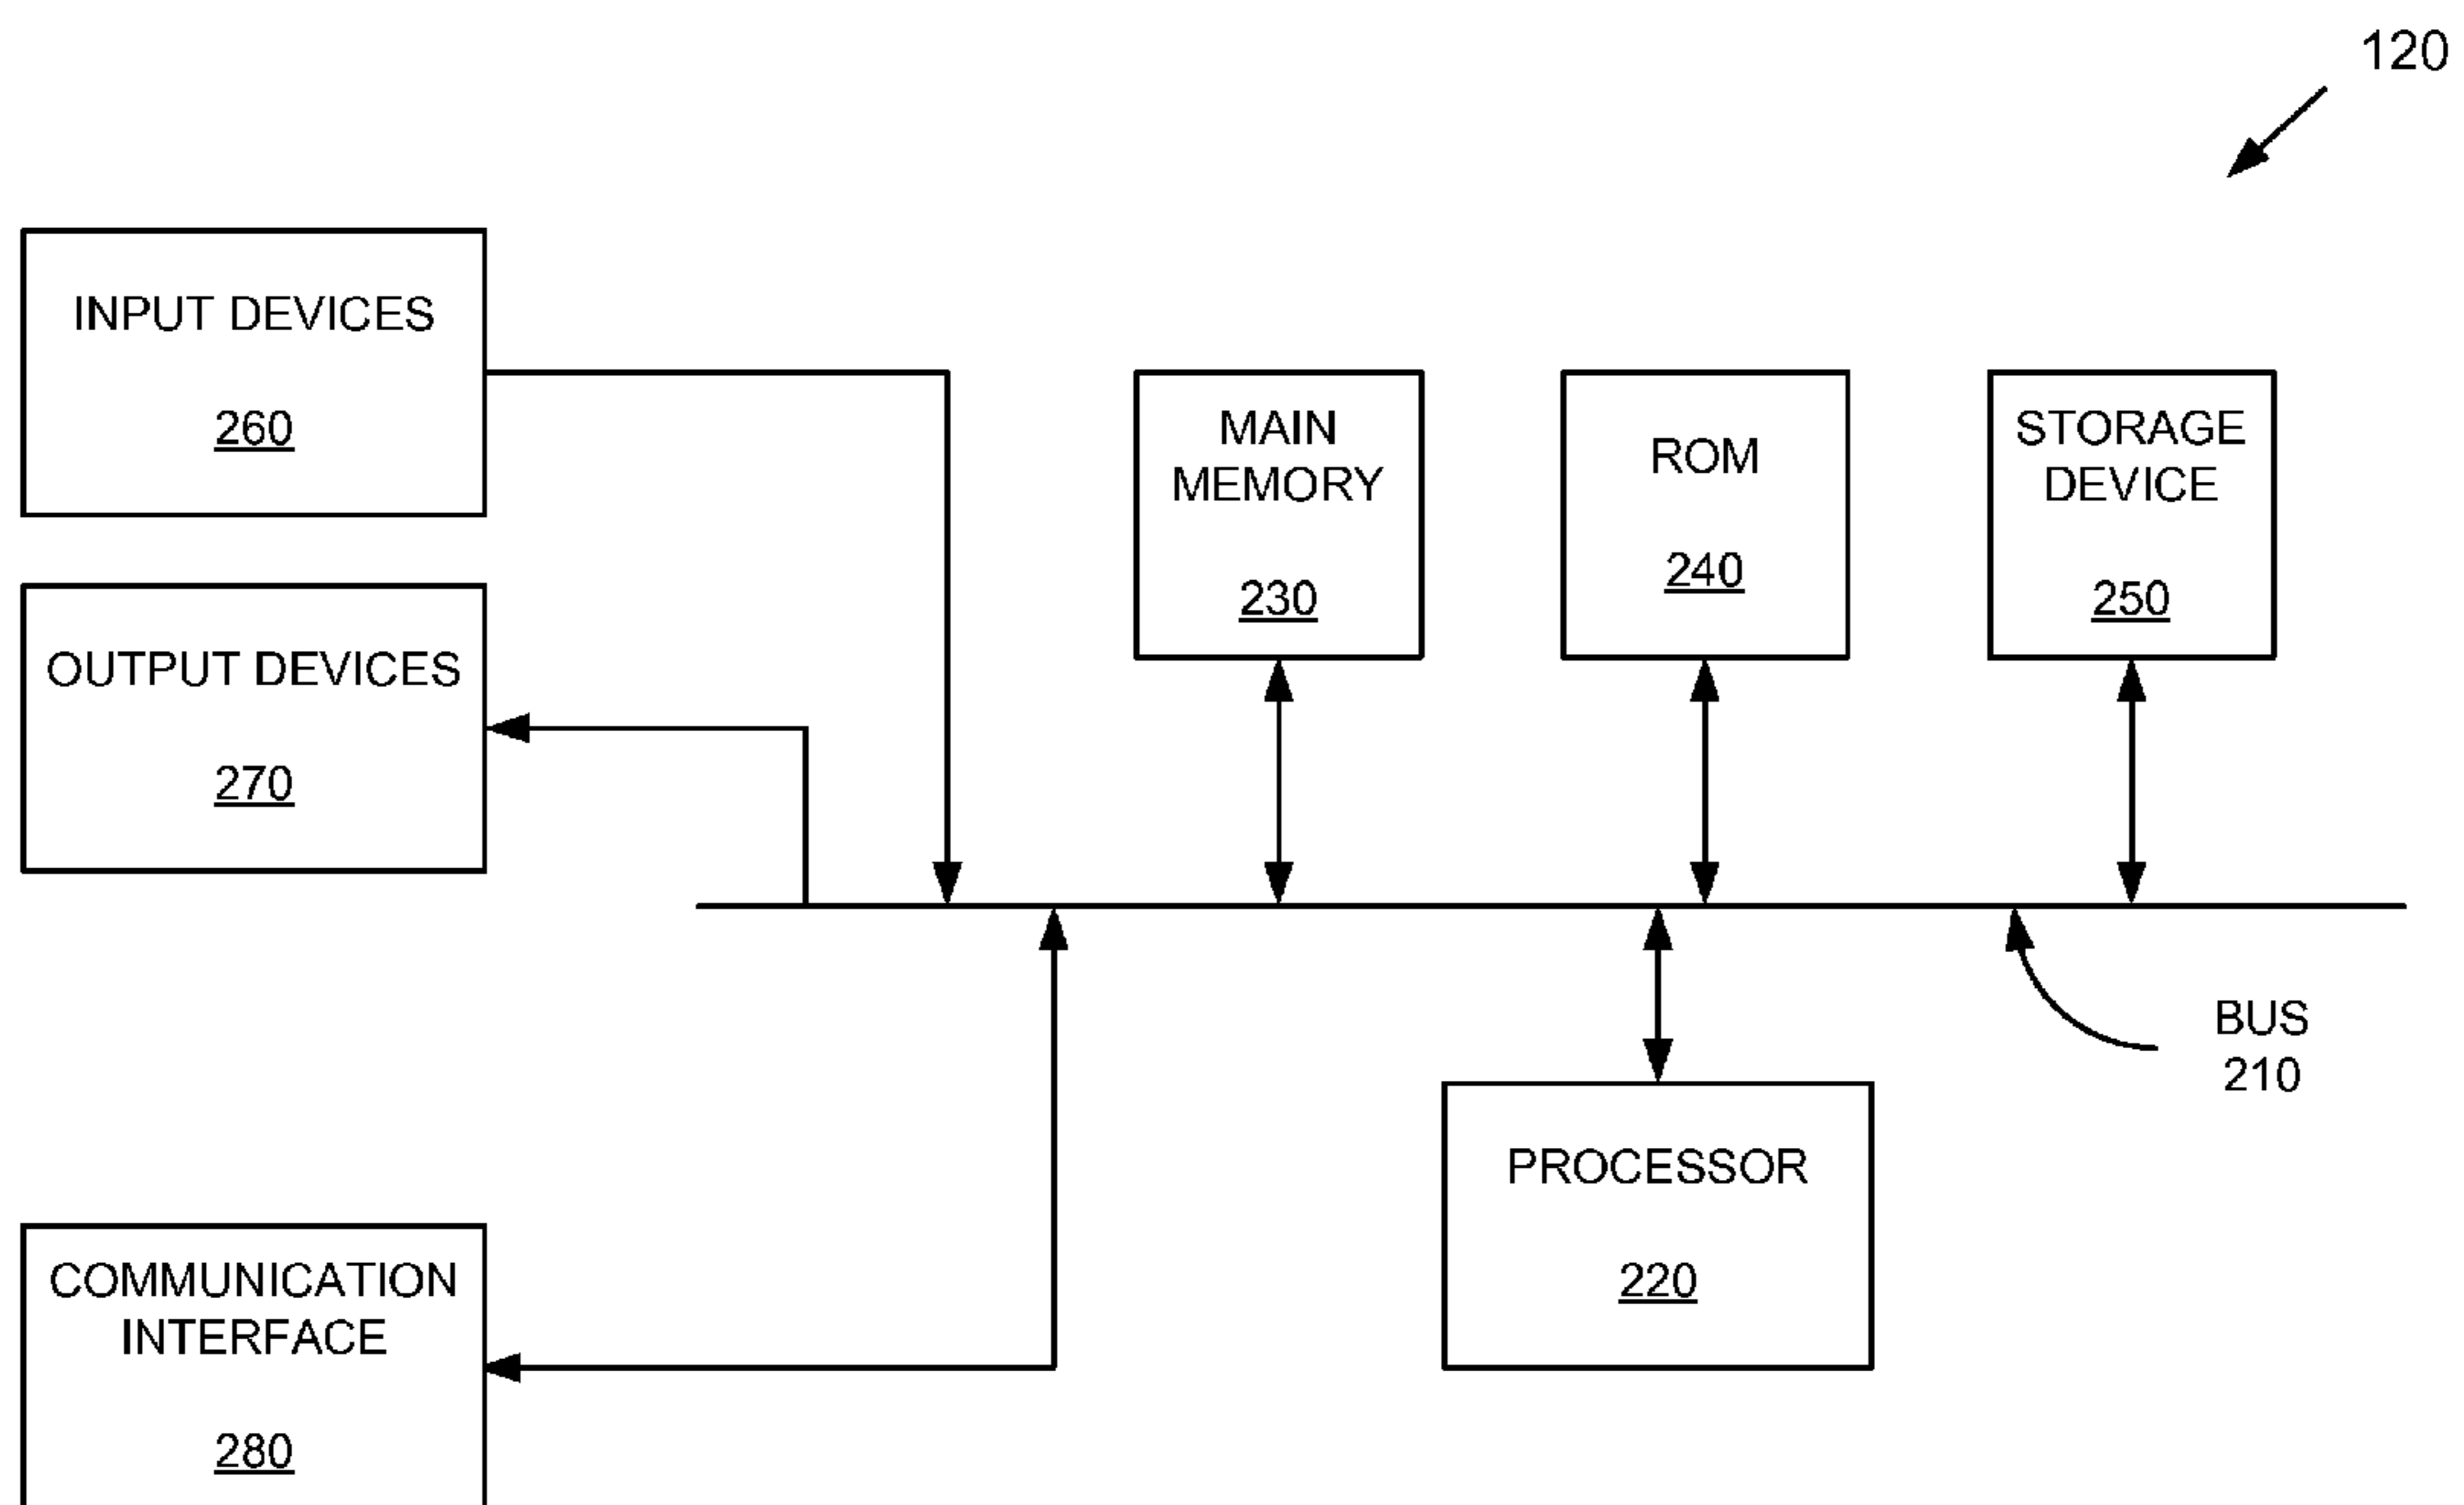 120
INPUT DEVICES
260
MAIN
MEMORY
230
ROM
240
STORAGE
DEVICE
250
OUTPUT DEVICES
270
BUS
210
PROCESSOR
220
COMMUNICATION
INTERFACE
280